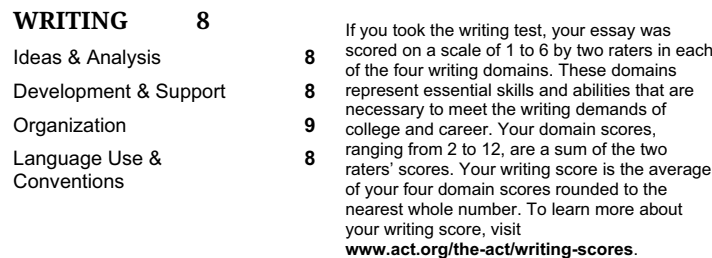 WRITING 8
Ideas & Analysis 8
Development & Support 8
Organization 9
Language Use & 8
Conventions
If you took the writing test, your essay was
scored on a scale of 1 to 6 by two raters in each
of the four writing domains. These domains
represent essential skills and abilities that are
necessary to meet the writing demands of
college and career. Your domain scores,
ranging from 2 to 12, are a sum of the two
raters’ scores. Your writing score is the average
of your four domain scores rounded to the
nearest whole number. To learn more about
your writing score, visit
www.act.org/the-act/writing-scores.